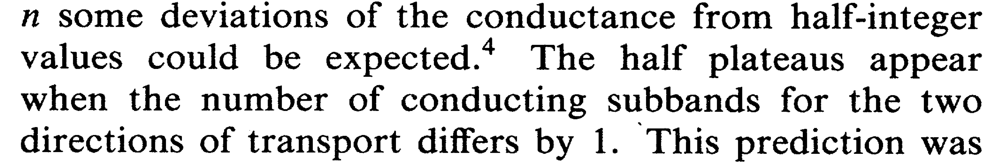 n some deviations of the conductance from half-integer
values could be expected.⁴ The half plateaus appear
when the number of conducting subbands for the two
directions of transport differs by 1. This prediction was